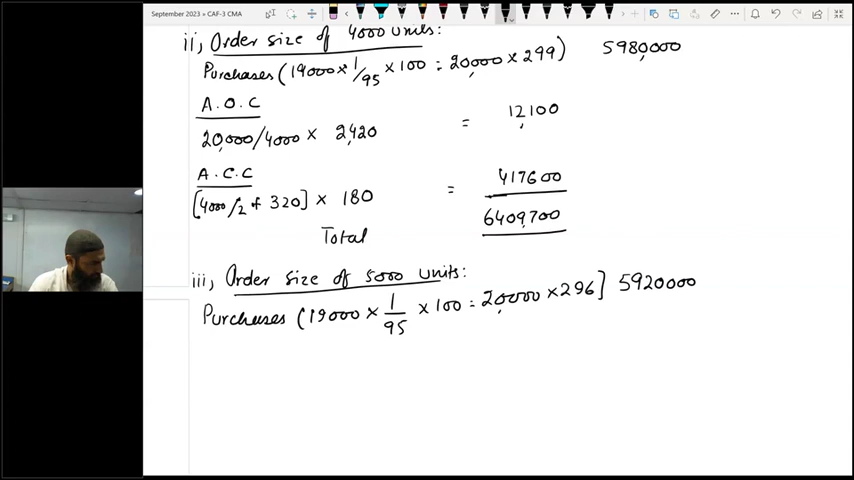 September 2023 » CAF-3 CMA
ii, Order size of 4000 units:
Purchases (19000 × 1/95 × 100 = 20,000 × 299) 5980,000
A.O.C
20,000/4000 × 2,420 = 12,100
A.C.C
[4000/2 + 320] × 180 = 417600
Total 6409,700
iii, Order size of 5000 units:
Purchases (19000 × 1/95 × 100 = 20,000 × 296] 5920000